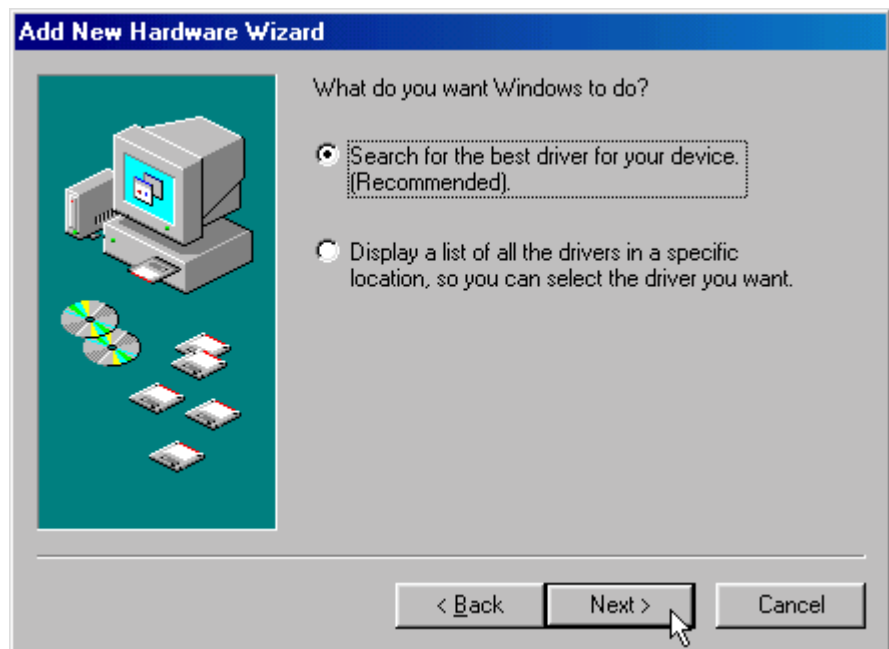 Add New Hardware Wizard
What do you want Windows to do?
Search for the best driver for your device.
(Recommended).
Display a list of all the drivers in a specific
location, so you can select the driver you want.
< Back
Next >
Cancel